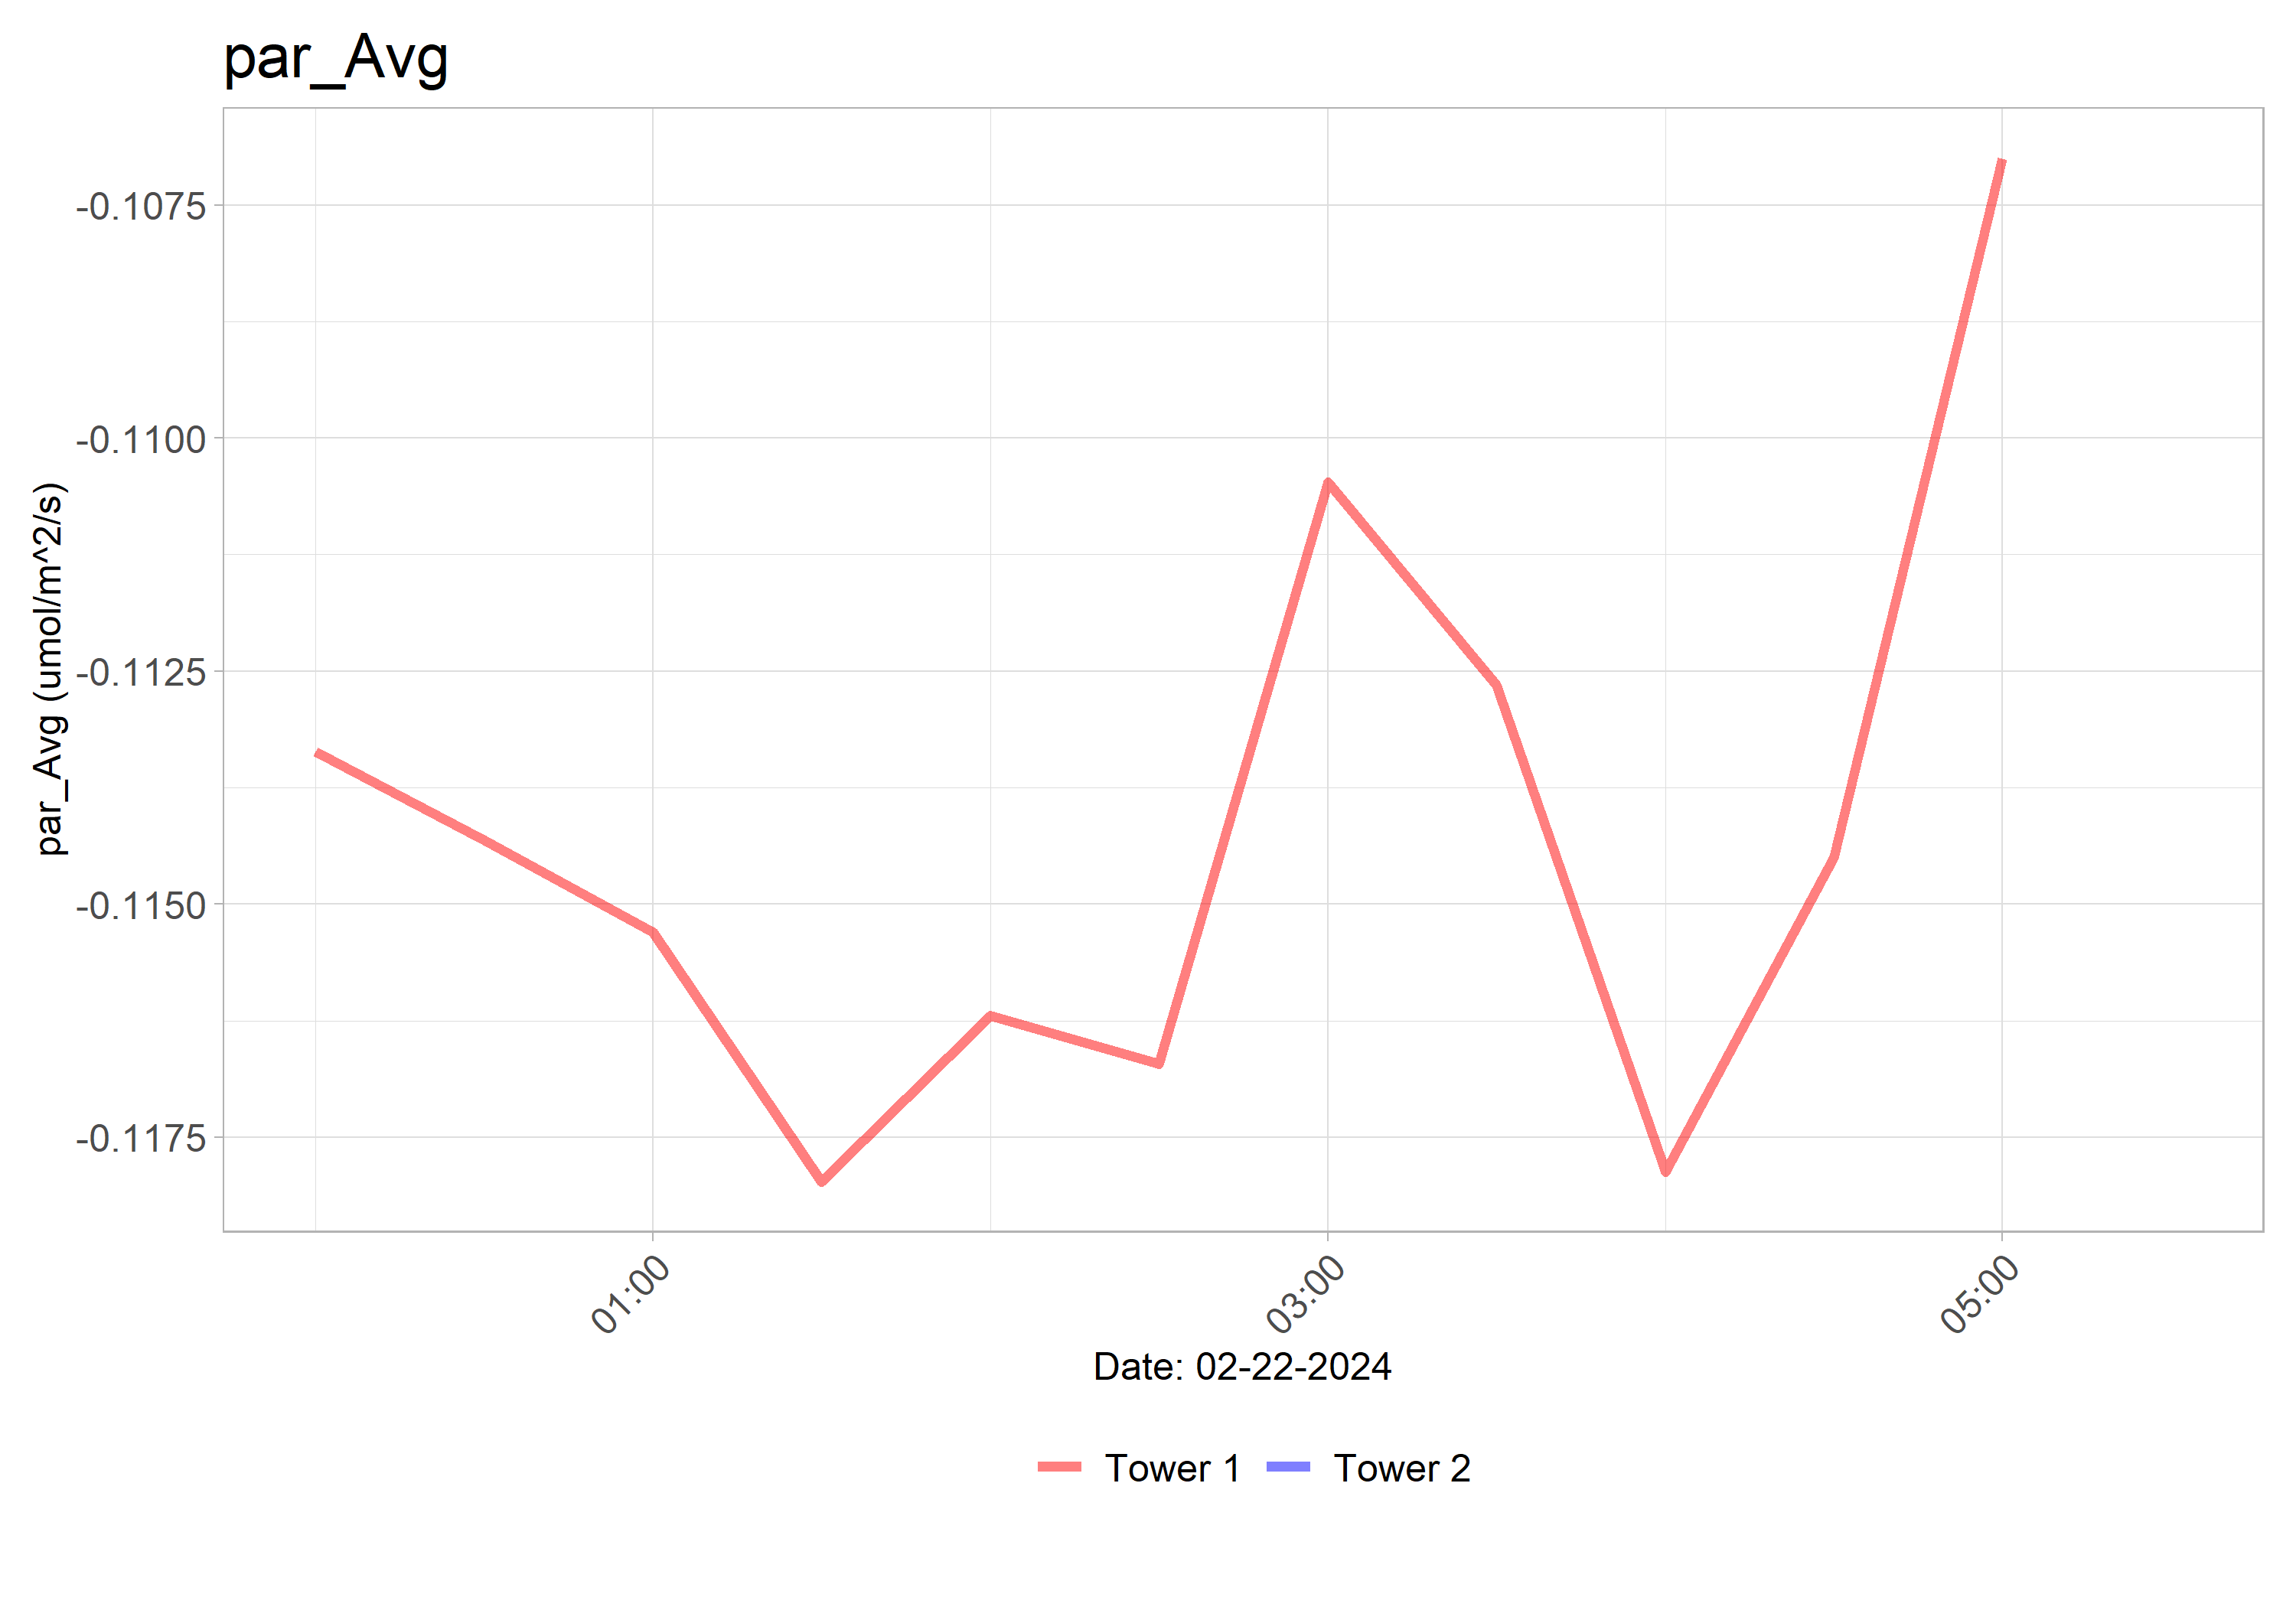 par_Avg
par_Avg (umol/m^2/s)
-0.1075
-0.1100
-0.1125
-0.1150
-0.1175
01:00
03:00
05:00
Date: 02-22-2024
Tower 1
Tower 2